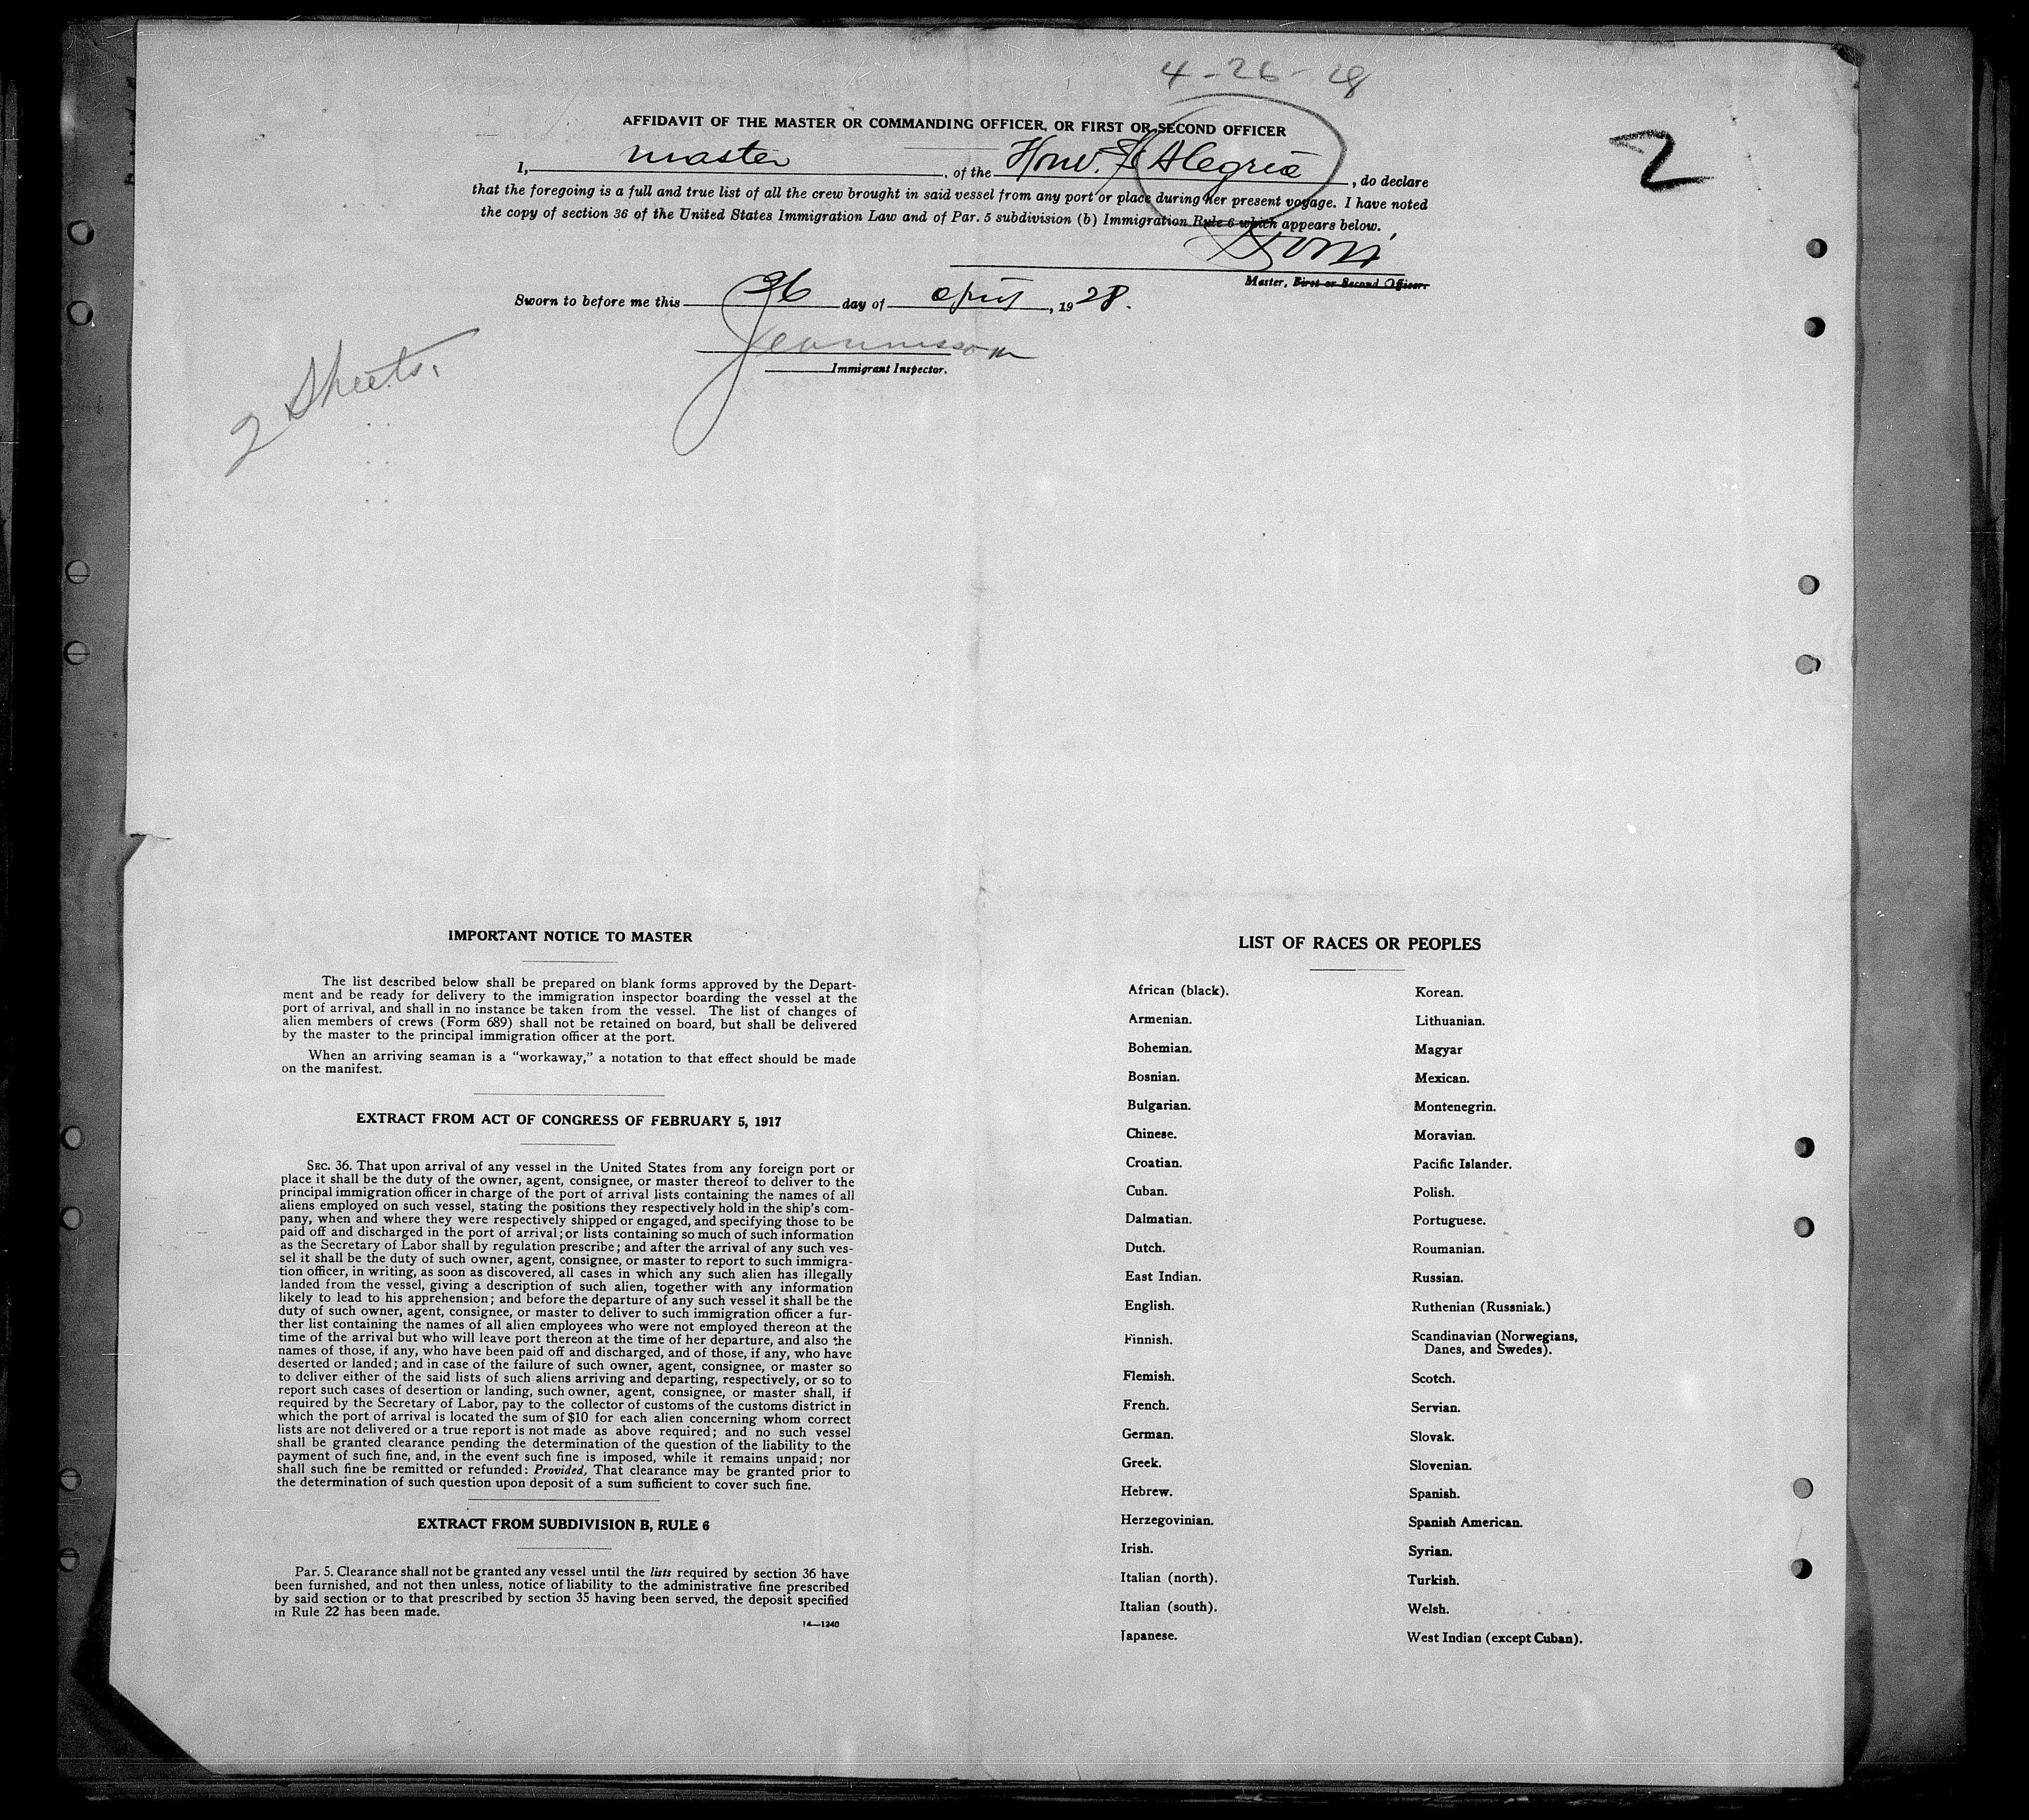 4-26-28
AFFIDAVIT OF THE MASTER OR COMMANDING OFFICER, OR FIRST OR SECOND OFFICER
2
I, master, of the Alegria, do declare
that the foregoing is a full and true list of all the crew brought in said vessel from any port or place during her present voyage. I have noted
the copy of section 36 of the United States Immigration Law and of Par. 5 subdivision (b) Immigration Rule 6 which appears below.
Master, First or Second Officer.
Sworn to before me this 26 day of april, 1928.
Immigrant Inspector.
2 Sheets.
IMPORTANT NOTICE TO MASTER
The list described below shall be prepared on blank forms approved by the Depart-
ment and be ready for delivery to the immigration inspector boarding the vessel at the
port of arrival, and shall in no instance be taken from the vessel. The list of changes of
alien members of crews (Form 689) shall not be retained on board, but shall be delivered
by the master to the principal immigration officer at the port.
When an arriving seaman is a “workaway,” a notation to that effect should be made
on the manifest.
EXTRACT FROM ACT OF CONGRESS OF FEBRUARY 5, 1917
SEC. 36. That upon arrival of any vessel in the United States from any foreign port or
place it shall be the duty of the owner, agent, consignee, or master thereof to deliver to the
principal immigration officer in charge of the port of arrival lists containing the names of all
aliens employed on such vessel, stating the positions they respectively hold in the ship's com-
pany, when and where they were respectively shipped or engaged, and specifying those to be
paid off and discharged in the port of arrival; or lists containing so much of such information
as the Secretary of Labor shall by regulation prescribe; and after the arrival of any such ves-
sel it shall be the duty of such owner, agent, consignee, or master to report to such immigra-
tion officer, in writing, as soon as discovered, all cases in which any such alien has illegally
landed from the vessel, giving a description of such alien, together with any information
likely to lead to his apprehension; and before the departure of any such vessel it shall be the
duty of such owner, agent, consignee, or master to deliver to such immigration officer a fur-
ther list containing the names of all alien employees who were not employed thereon at the
time of the arrival but who will leave port thereon at the time of her departure, and also the
names of those, if any, who have been paid off and discharged, and of those, if any, who have
deserted or landed; and in case of the failure of such owner, agent, consignee, or master so
to deliver either of the said lists of such aliens arriving and departing, respectively, or so to
report such cases of desertion or landing, such owner, agent, consignee, or master shall, if
required by the Secretary of Labor, pay to the collector of customs of the customs district in
which the port of arrival is located the sum of $10 for each alien concerning whom correct
lists are not delivered or a true report is not made as above required; and no such vessel
shall be granted clearance pending the determination of the question of the liability to the
payment of such fine, and, in the event such fine is imposed, while it remains unpaid; nor
shall such fine be remitted or refunded: Provided, That clearance may be granted prior to
the determination of such question upon deposit of a sum sufficient to cover such fine.
EXTRACT FROM SUBDIVISION B, RULE 6
Par. 5. Clearance shall not be granted any vessel until the lists required by section 36 have
been furnished, and not then unless, notice of liability to the administrative fine prescribed
by said section or to that prescribed by section 35 having been served, the deposit specified
in Rule 22 has been made.
14—1240
LIST OF RACES OR PEOPLES
African (black).
Armenian.
Bohemian.
Bosnian.
Bulgarian.
Chinese.
Croatian.
Cuban.
Dalmatian.
Dutch.
East Indian.
English.
Finnish.
Flemish.
French.
German.
Greek.
Hebrew.
Herzegovinian.
Irish.
Italian (north).
Italian (south).
Japanese.
Korean.
Lithuanian.
Magyar
Mexican.
Montenegrin.
Moravian.
Pacific Islander.
Polish.
Portuguese.
Roumanian.
Russian.
Ruthenian (Russniak.)
Scandinavian (Norwegians,
Danes, and Swedes).
Scotch.
Servian.
Slovak.
Slovenian.
Spanish.
Spanish American.
Syrian.
Turkish.
Welsh.
West Indian (except Cuban).